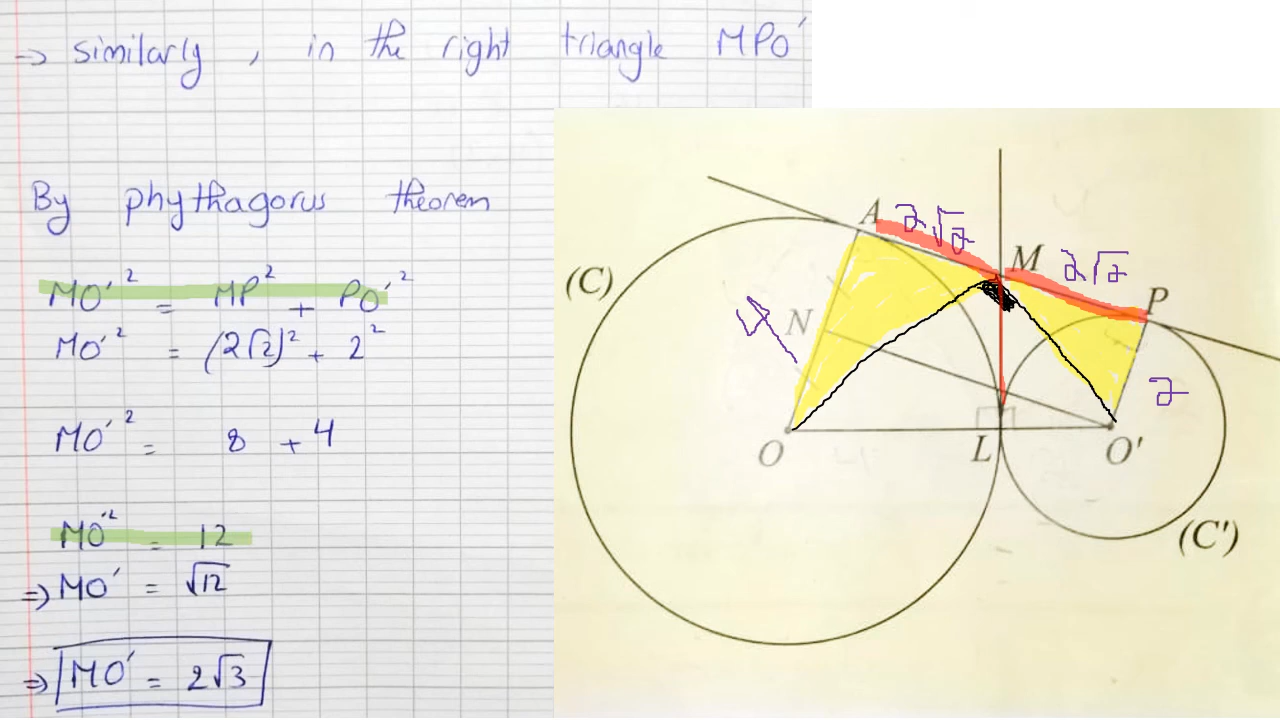 → similarly , in the right triangle MPO'
By phythagorus theorem
MO'² = MP² + PO'²
MO'² = (2√2)² + 2²
MO'² = 8 + 4
MO'² = 12
⇒ MO' = √12
⇒ MO' = 2√3
A 2√2
M 2√2
(C)
P
4 N
2
O L O'
(C')